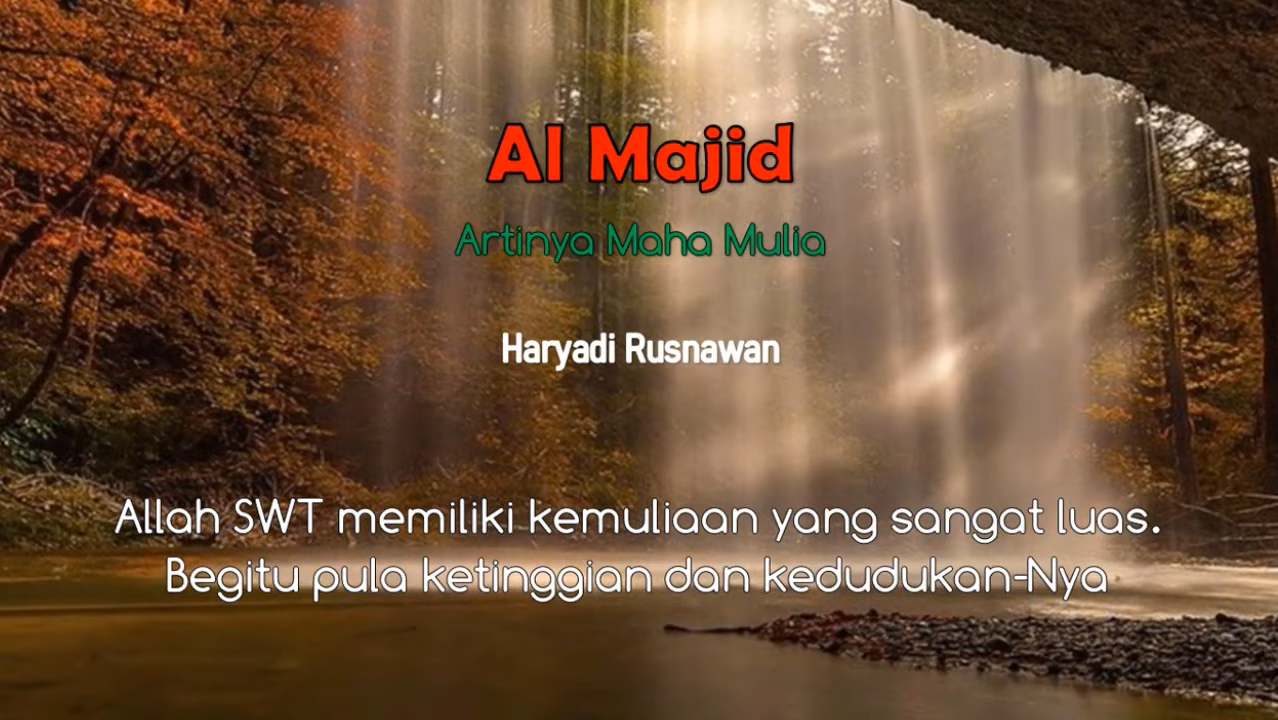 Al Majid
Artinya Maha Mulia
Haryadi Rusnawan
Allah SWT memiliki kemuliaan yang sangat luas.
Begitu pula ketinggian dan kedudukan-Nya